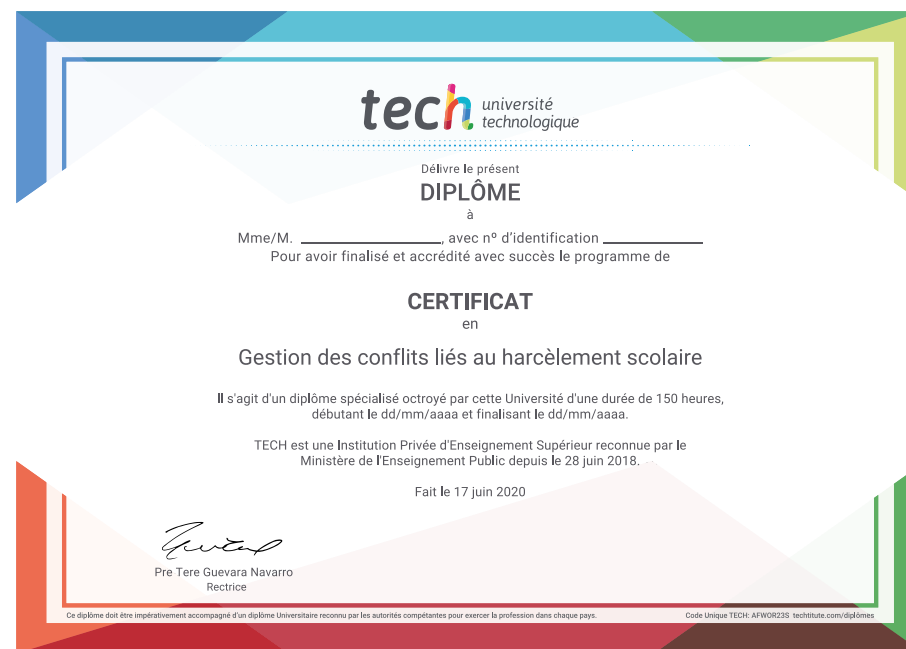 tech université
technologique
Délivre le présent
DIPLÔME
à
Mme/M. ____________________, avec nº d'identification ______________
Pour avoir finalisé et accrédité avec succès le programme de
CERTIFICAT
en
Gestion des conflits liés au harcèlement scolaire
Il s'agit d'un diplôme spécialisé octroyé par cette Université d'une durée de 150 heures,
débutant le dd/mm/aaaa et finalisant le dd/mm/aaaa.
TECH est une Institution Privée d'Enseignement Supérieur reconnue par le
Ministère de l'Enseignement Public depuis le 28 juin 2018.
Fait le 17 juin 2020
Pre Tere Guevara Navarro
Rectrice
Ce diplôme doit être impérativement accompagné d'un diplôme Universitaire reconnu par les autorités compétantes pour exercer la profession dans chaque pays. Code Unique TECH: AFWOR23S techtitute.com/diplômes